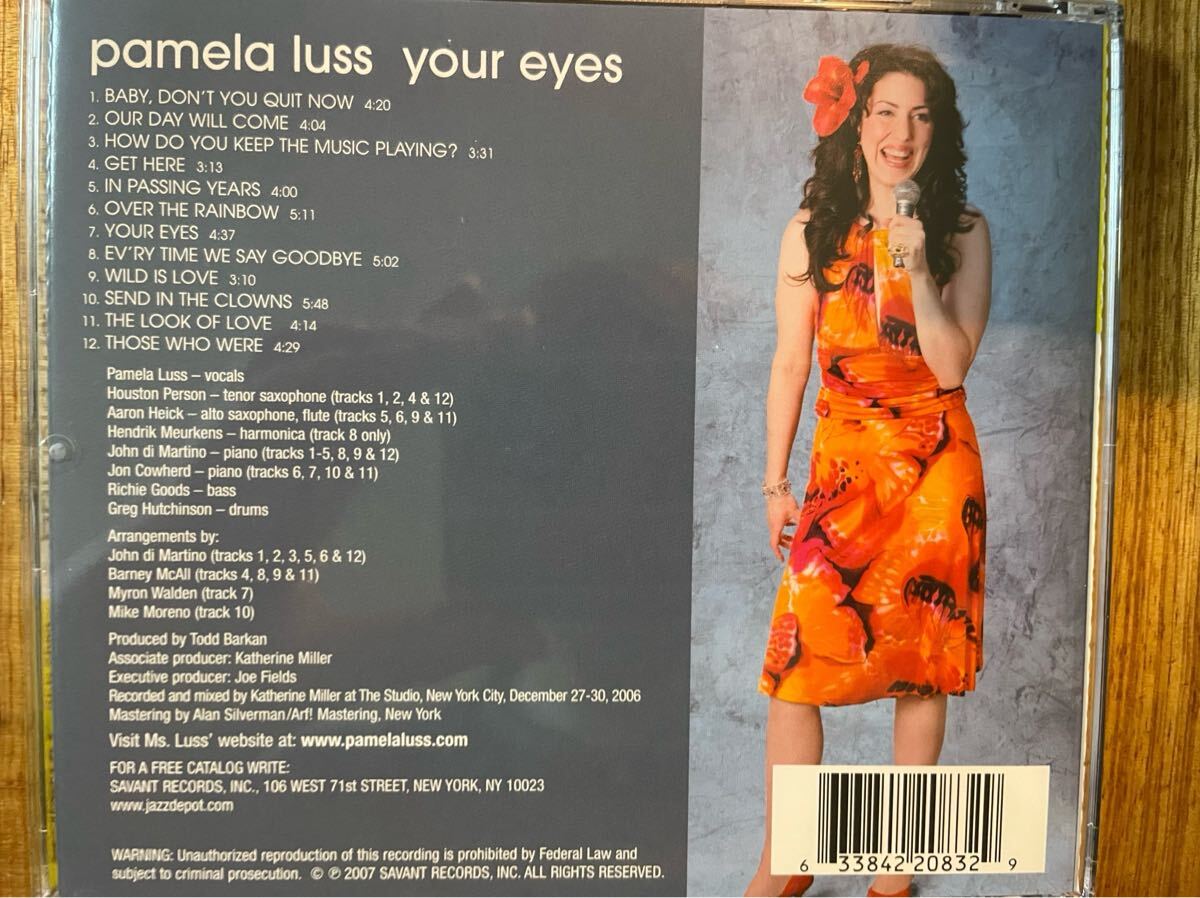 pamela luss your eyes
1. BABY, DON'T YOU QUIT NOW 4:20
2. OUR DAY WILL COME 4:04
3. HOW DO YOU KEEP THE MUSIC PLAYING? 3:31
4. GET HERE 3:13
5. IN PASSING YEARS 4:00
6. OVER THE RAINBOW 5:11
7. YOUR EYES 4:37
8. EV'RY TIME WE SAY GOODBYE 5:02
9. WILD IS LOVE 3:10
10. SEND IN THE CLOWNS 5:48
11. THE LOOK OF LOVE 4:14
12. THOSE WHO WERE 4:29
Pamela Luss – vocals
Houston Person – tenor saxophone (tracks 1, 2, 4 & 12)
Aaron Heick – alto saxophone, flute (tracks 5, 6, 9 & 11)
Hendrik Meurkens – harmonica (track 8 only)
John di Martino – piano (tracks 1-5, 8, 9 & 12)
Jon Cowherd – piano (tracks 6, 7, 10 & 11)
Richie Goods – bass
Greg Hutchinson – drums
Arrangements by:
John di Martino (tracks 1, 2, 3, 5, 6 & 12)
Barney McAll (tracks 4, 8, 9 & 11)
Myron Walden (track 7)
Mike Moreno (track 10)
Produced by Todd Barkan
Associate producer: Katherine Miller
Executive producer: Joe Fields
Recorded and mixed by Katherine Miller at The Studio, New York City, December 27-30, 2006
Mastering by Alan Silverman/Arf! Mastering, New York
Visit Ms. Luss' website at: www.pamelaluss.com
FOR A FREE CATALOG WRITE:
SAVANT RECORDS, INC., 106 WEST 71st STREET, NEW YORK, NY 10023
www.jazzdepot.com
WARNING: Unauthorized reproduction of this recording is prohibited by Federal Law and
subject to criminal prosecution. © ℗ 2007 SAVANT RECORDS, INC. ALL RIGHTS RESERVED.
6 33842 20832 9